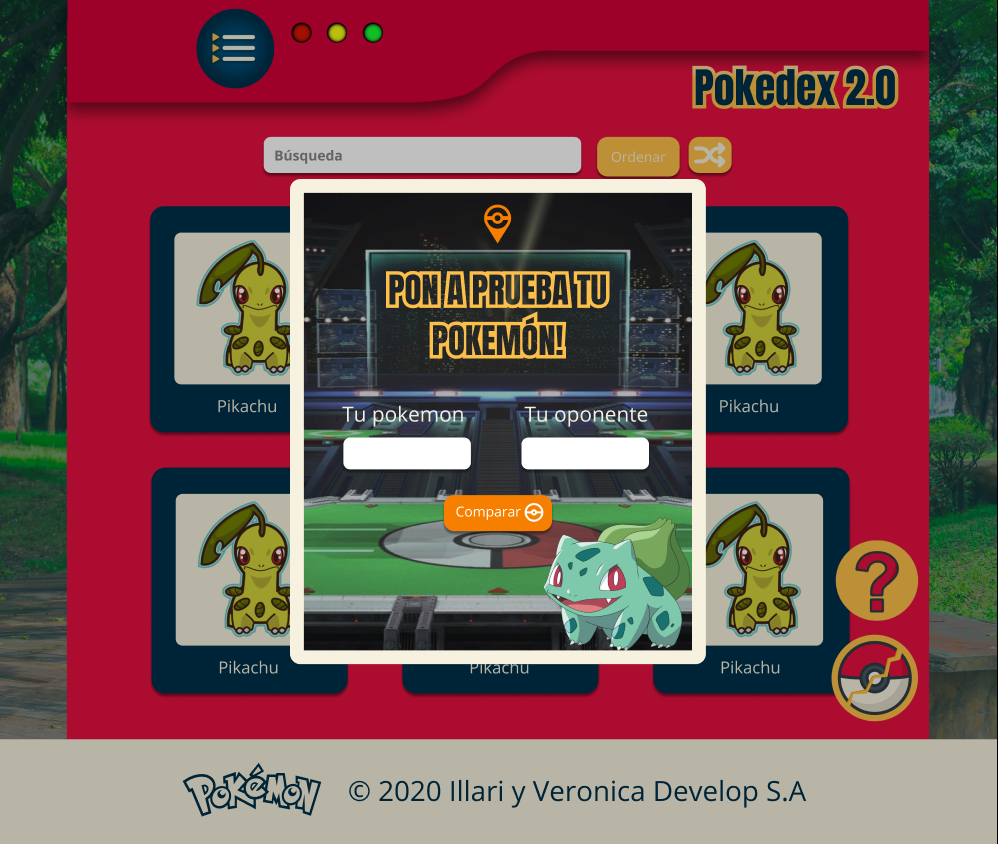 Pokedex 2.0
Búsqueda
Ordenar
PON A PRUEBA TU
POKEMÓN!
Tu pokemon
Tu oponente
Comparar
Pikachu
Pikachu
Pikachu
Pikachu
Pikachu
?
POKéMON
© 2020 Illari y Veronica Develop S.A